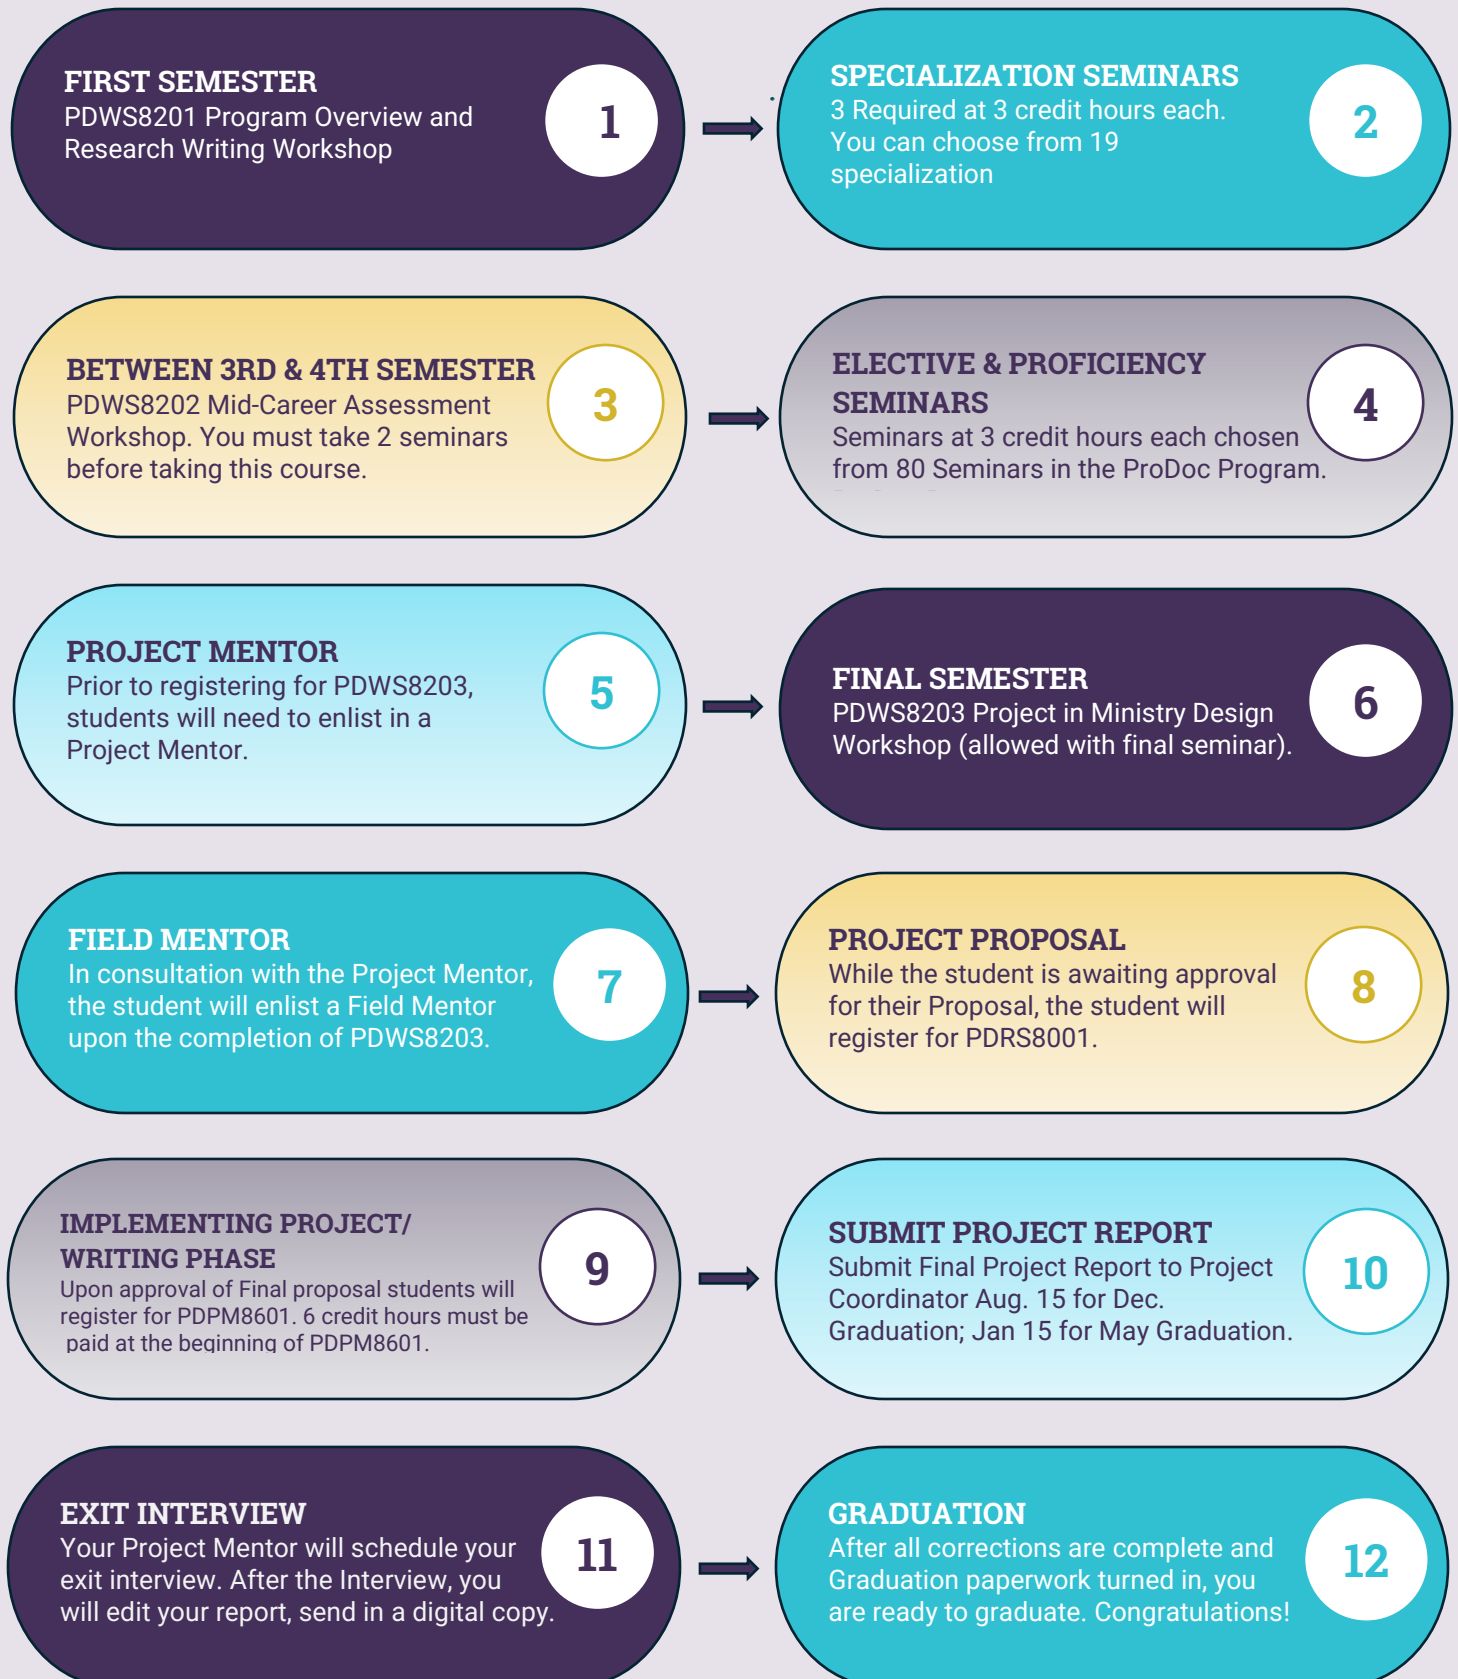 FIRST SEMESTER
PDWS8201 Program Overview and
Research Writing Workshop
1
SPECIALIZATION SEMINARS
3 Required at 3 credit hours each.
You can choose from 19
specialization
2
BETWEEN 3RD & 4TH SEMESTER
PDWS8202 Mid-Career Assessment
Workshop. You must take 2 seminars
before taking this course.
3
ELECTIVE & PROFICIENCY
SEMINARS
Seminars at 3 credit hours each chosen
from 80 Seminars in the ProDoc Program.
4
PROJECT MENTOR
Prior to registering for PDWS8203,
students will need to enlist in a
Project Mentor.
5
FINAL SEMESTER
PDWS8203 Project in Ministry Design
Workshop (allowed with final seminar).
6
FIELD MENTOR
In consultation with the Project Mentor,
the student will enlist a Field Mentor
upon the completion of PDWS8203.
7
PROJECT PROPOSAL
While the student is awaiting approval
for their Proposal, the student will
register for PDRS8001.
8
IMPLEMENTING PROJECT/
WRITING PHASE
Upon approval of Final proposal students will
register for PDPM8601. 6 credit hours must be
paid at the beginning of PDPM8601.
9
SUBMIT PROJECT REPORT
Submit Final Project Report to Project
Coordinator Aug. 15 for Dec.
Graduation; Jan 15 for May Graduation.
10
EXIT INTERVIEW
Your Project Mentor will schedule your
exit interview. After the Interview, you
will edit your report, send in a digital copy.
11
GRADUATION
After all corrections are complete and
Graduation paperwork turned in, you
are ready to graduate. Congratulations!
12